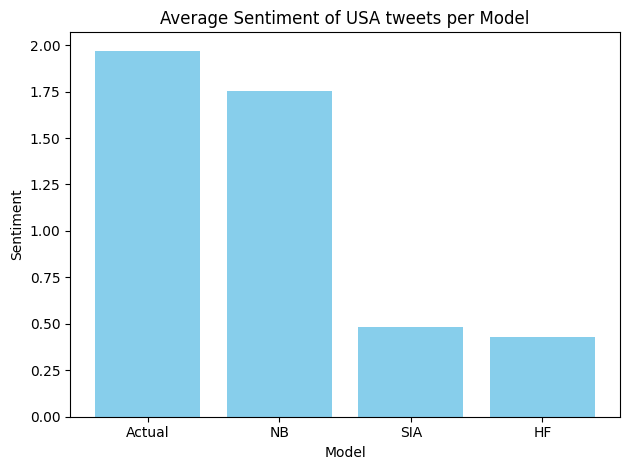 Average Sentiment of USA tweets per Model
2.00
1.75
1.50
1.25
1.00
0.75
0.50
0.25
0.00
Sentiment
Actual NB SIA HF
Model